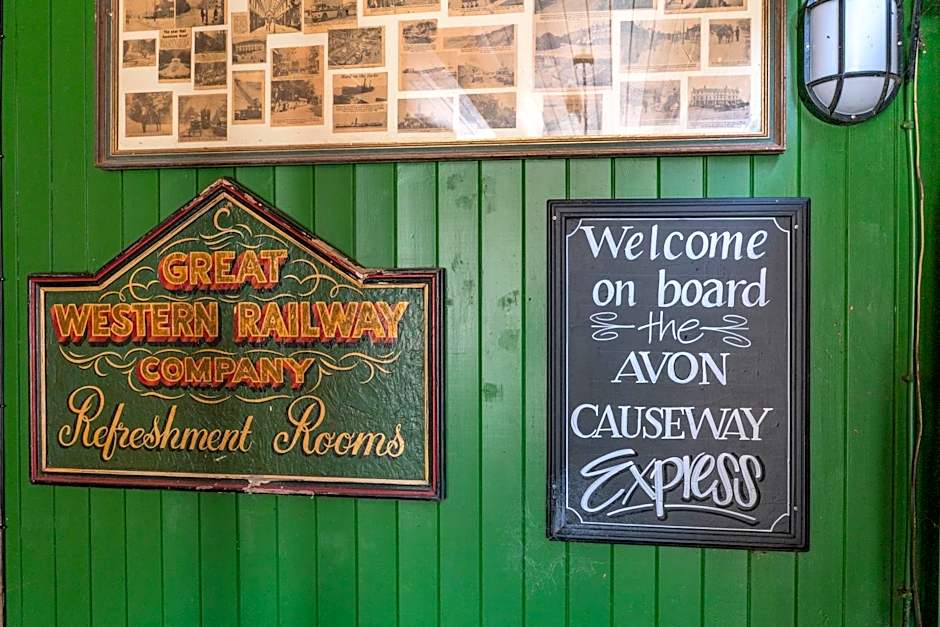 GREAT
WESTERN RAILWAY
COMPANY
Refreshment Rooms
Welcome
on board
the
AVON
CAUSEWAY
Express